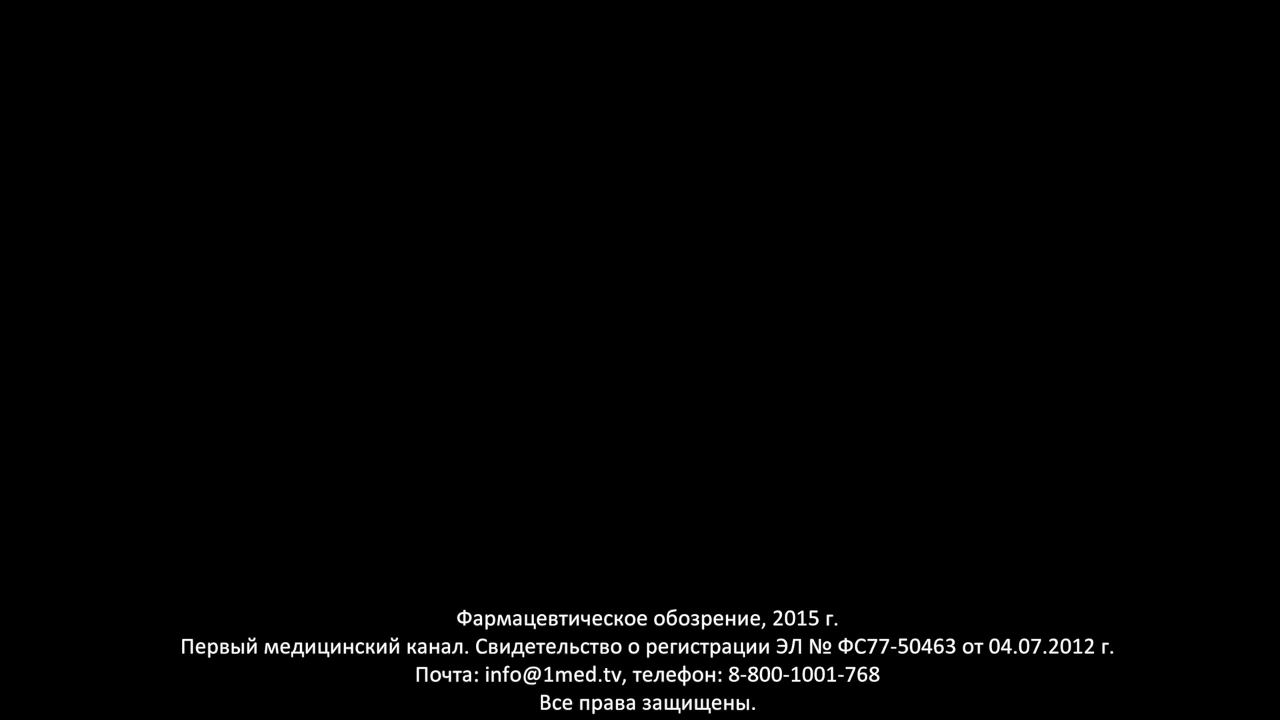 Фармацевтическое обозрение, 2015 г.
Первый медицинский канал. Свидетельство о регистрации ЭЛ № ФС77-50463 от 04.07.2012 г.
Почта: info@1med.tv, телефон: 8-800-1001-768
Все права защищены.